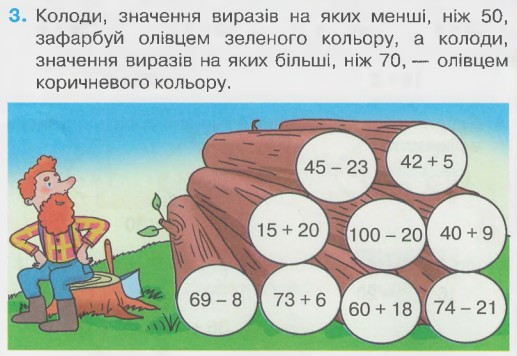 3. Колоди, значення виразів на яких менші, ніж 50,
зафарбуй олівцем зеленого кольору, а колоди,
значення виразів на яких більші, ніж 70, — олівцем
коричневого кольору.
45 – 23
42 + 5
15 + 20
100 – 20
40 + 9
69 – 8
73 + 6
60 + 18
74 – 21